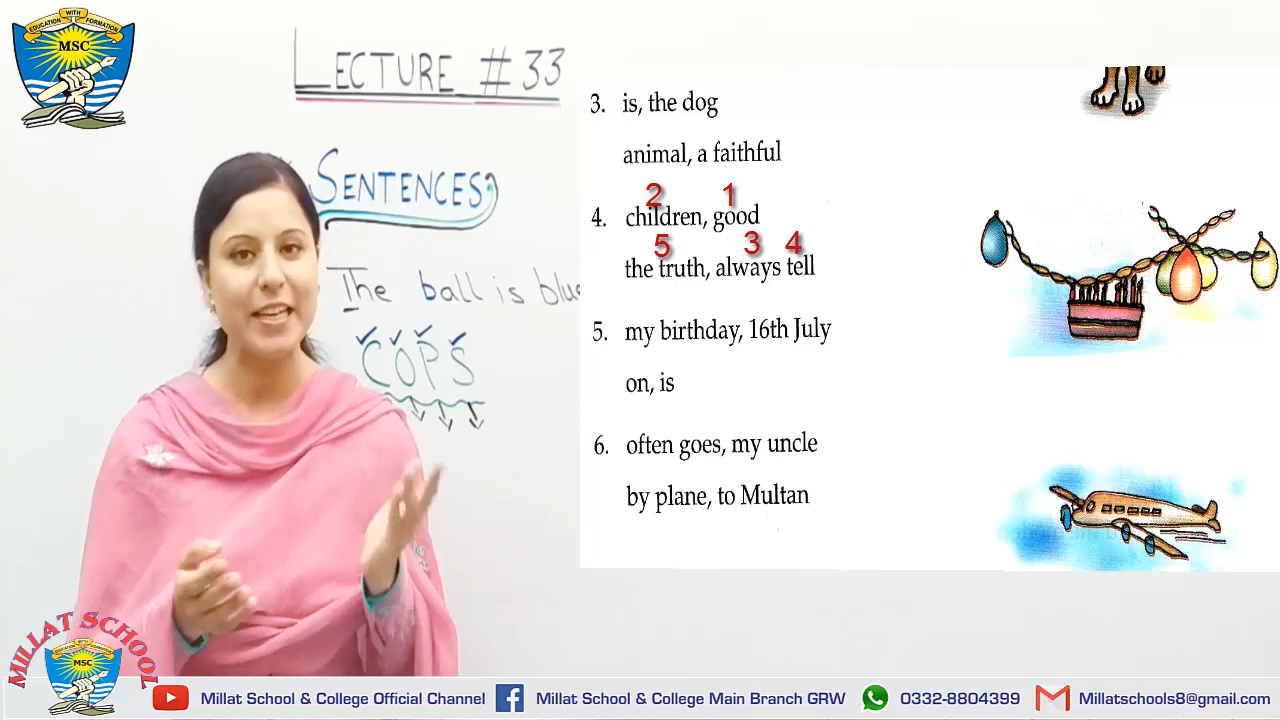 EDUCATION WITH FORMATION
MSC
LECTURE # 33
SENTENCES
The ball is blue
COPS
3. is, the dog
animal, a faithful
2 1
4. children, good
5 3 4
the truth, always tell
5. my birthday, 16th July
on, is
6. often goes, my uncle
by plane, to Multan
MILLAT SCHOOL
MSC
Millat School & College Official Channel
Millat School & College Main Branch GRW
0332-8804399
Millatschools8@gmail.com